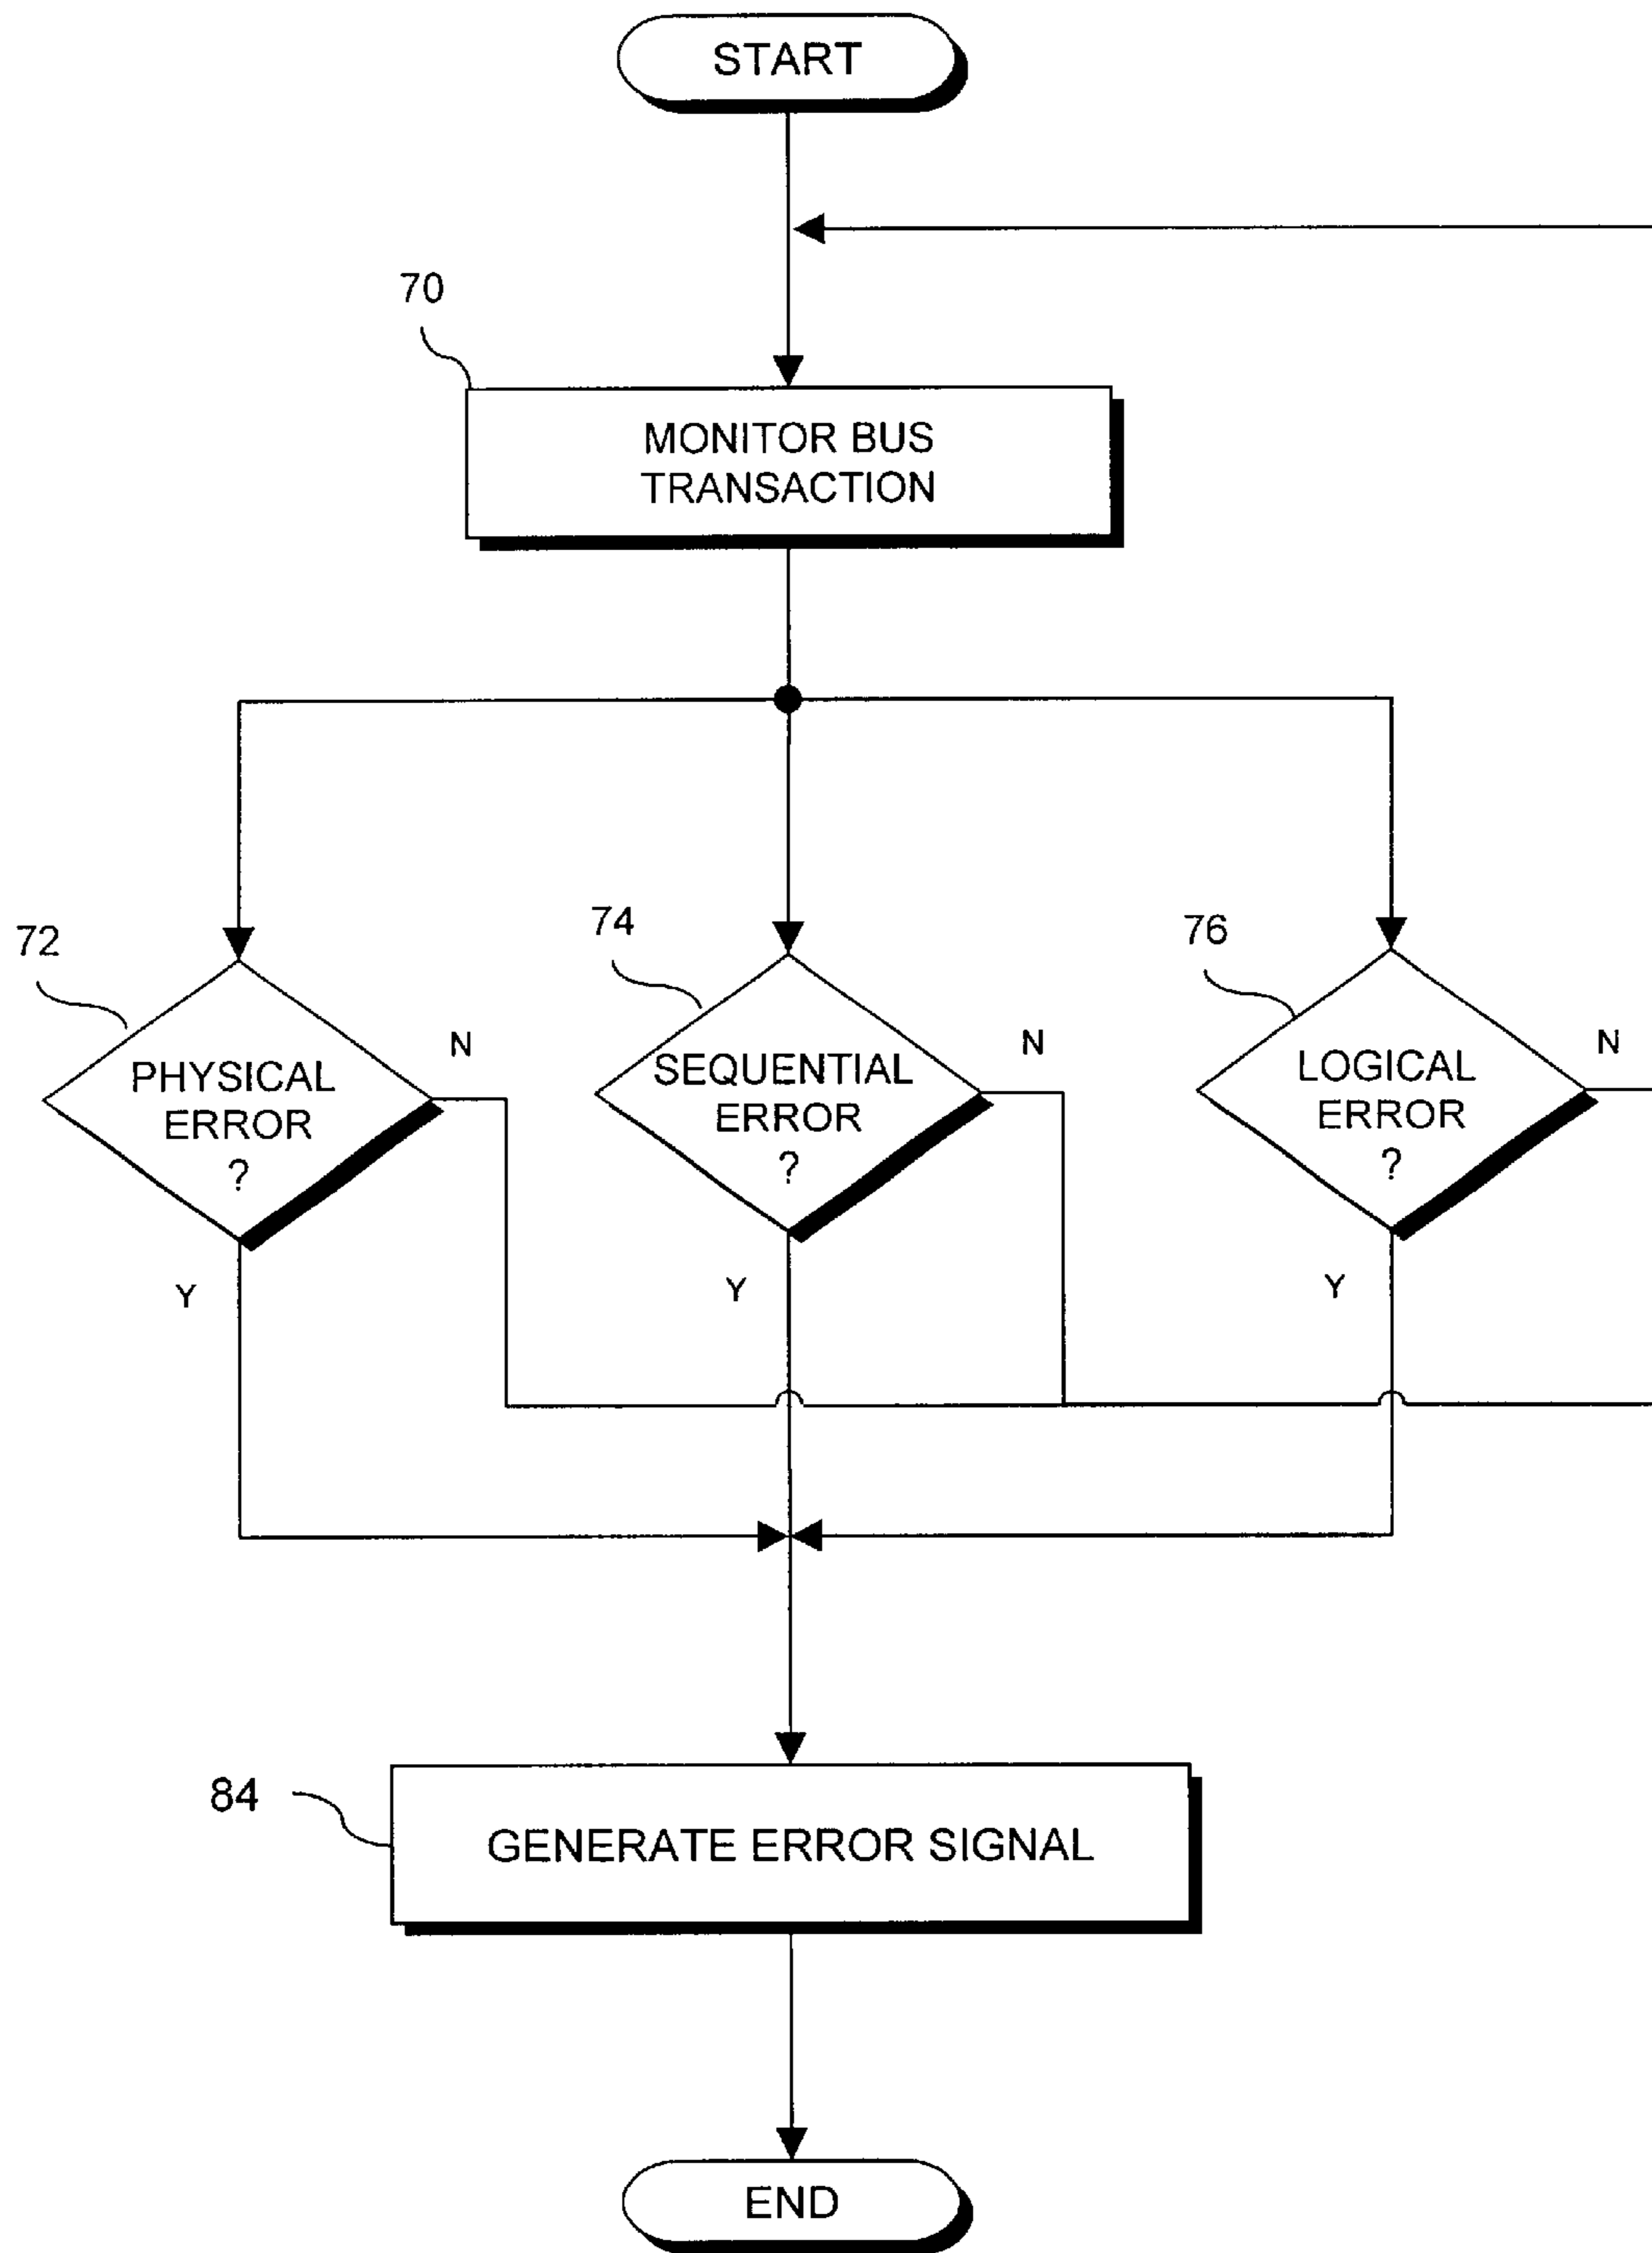 START
70
MONITOR BUS
TRANSACTION
72
PHYSICAL
ERROR
?
N
Y
74
SEQUENTIAL
ERROR
?
N
Y
76
LOGICAL
ERROR
?
N
Y
84
GENERATE ERROR SIGNAL
END